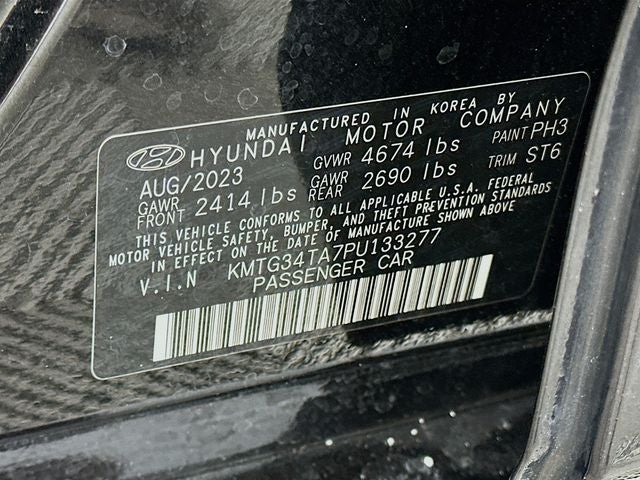 MANUFACTURED IN KOREA BY
HYUNDAI MOTOR COMPANY
AUG/2023 GVWR 4674 lbs PAINT PH3
GAWR FRONT 2414 lbs GAWR REAR 2690 lbs TRIM ST6
THIS VEHICLE CONFORMS TO ALL APPLICABLE U.S.A. FEDERAL
MOTOR VEHICLE SAFETY, BUMPER, AND THEFT PREVENTION STANDARDS
IN EFFECT ON THE DATE OF MANUFACTURE SHOWN ABOVE
V.I.N KMTG34TA7PU133277
PASSENGER CAR